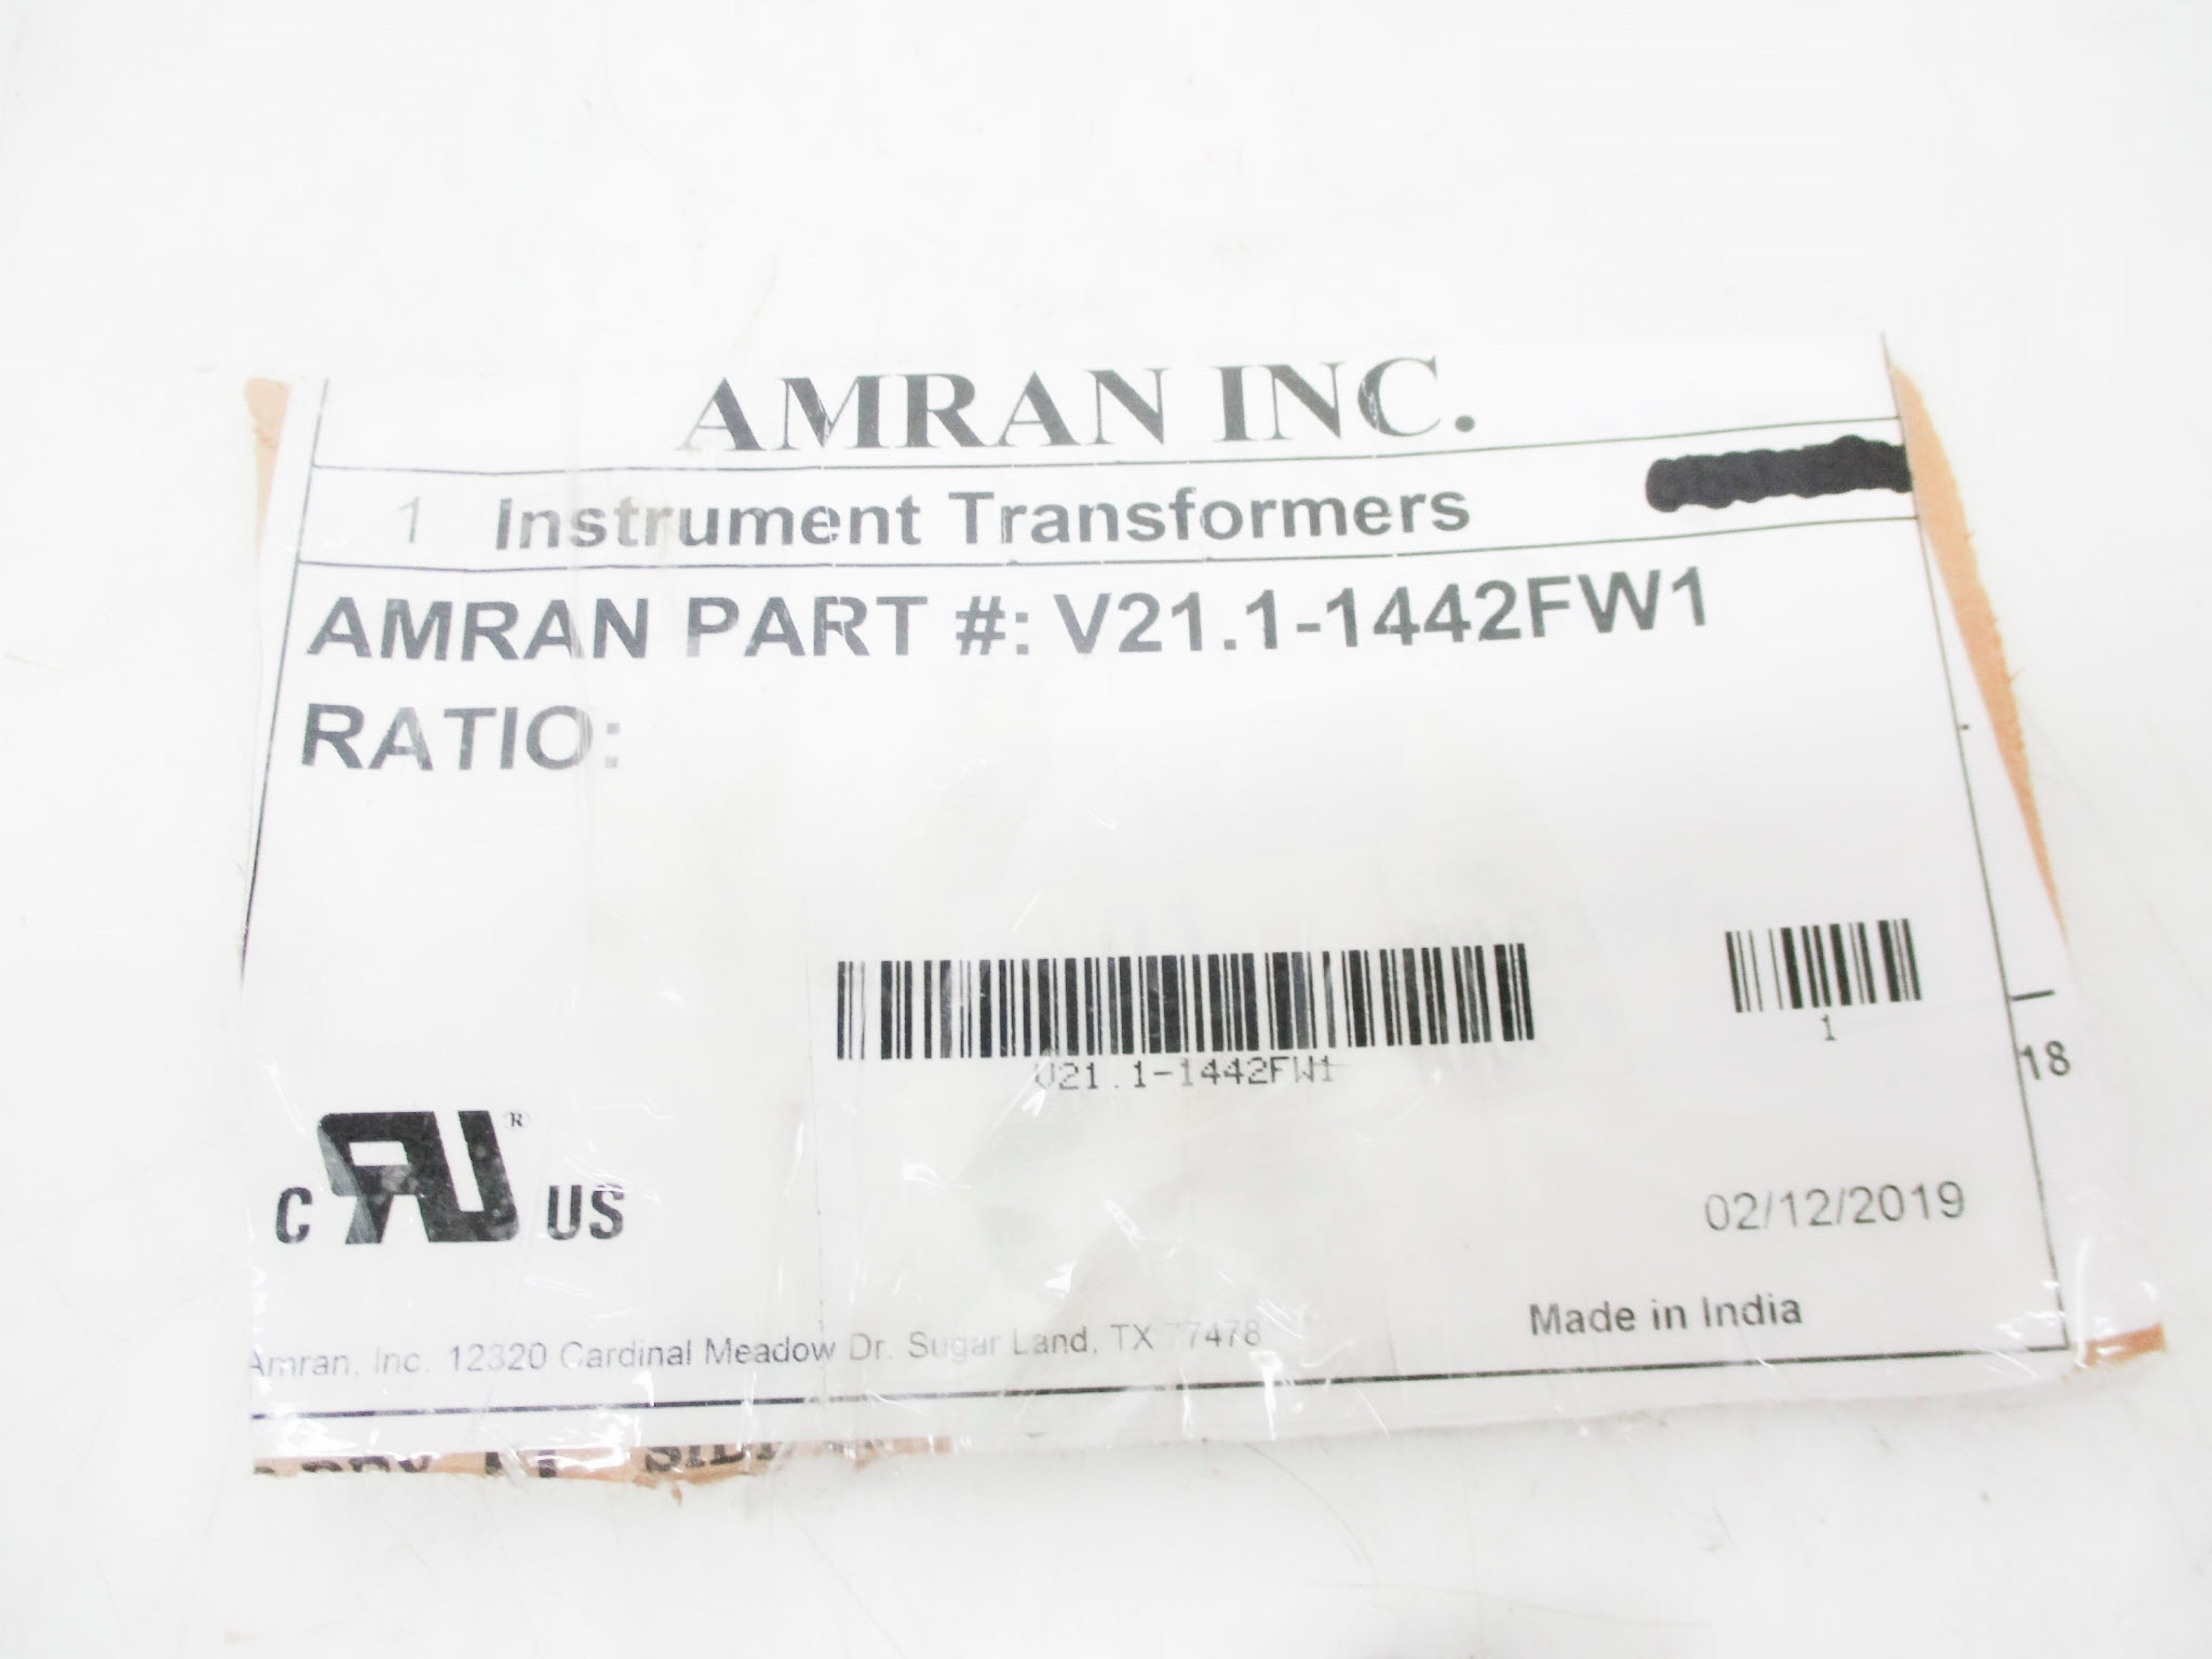 AMRAN INC.
1 Instrument Transformers
AMRAN PART #: V21.1-1442FW1
RATIO:
V21.1-1442FW1
1
18
C RU ® US
02/12/2019
Made in India
Amran, Inc. 12320 Cardinal Meadow Dr. Sugar Land, TX 77478